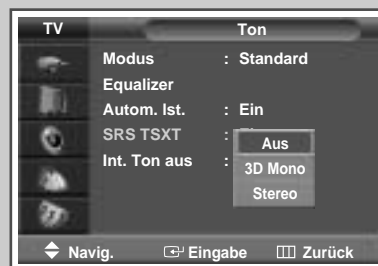 TV Ton
Modus : Standard
Equalizer
Autom. lst. : Ein
SRS TSXT :
Int. Ton aus :
Aus
3D Mono
Stereo
Navig. Eingabe Zurück